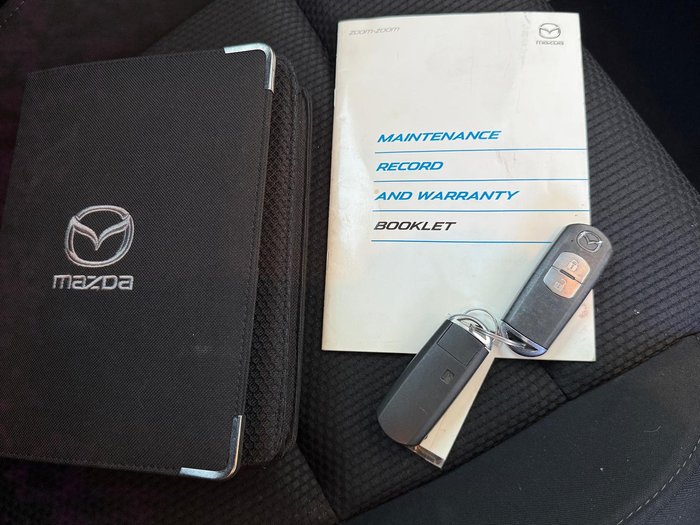 zoom-zoom
mazda
MAINTENANCE
RECORD
AND WARRANTY
BOOKLET
mazda